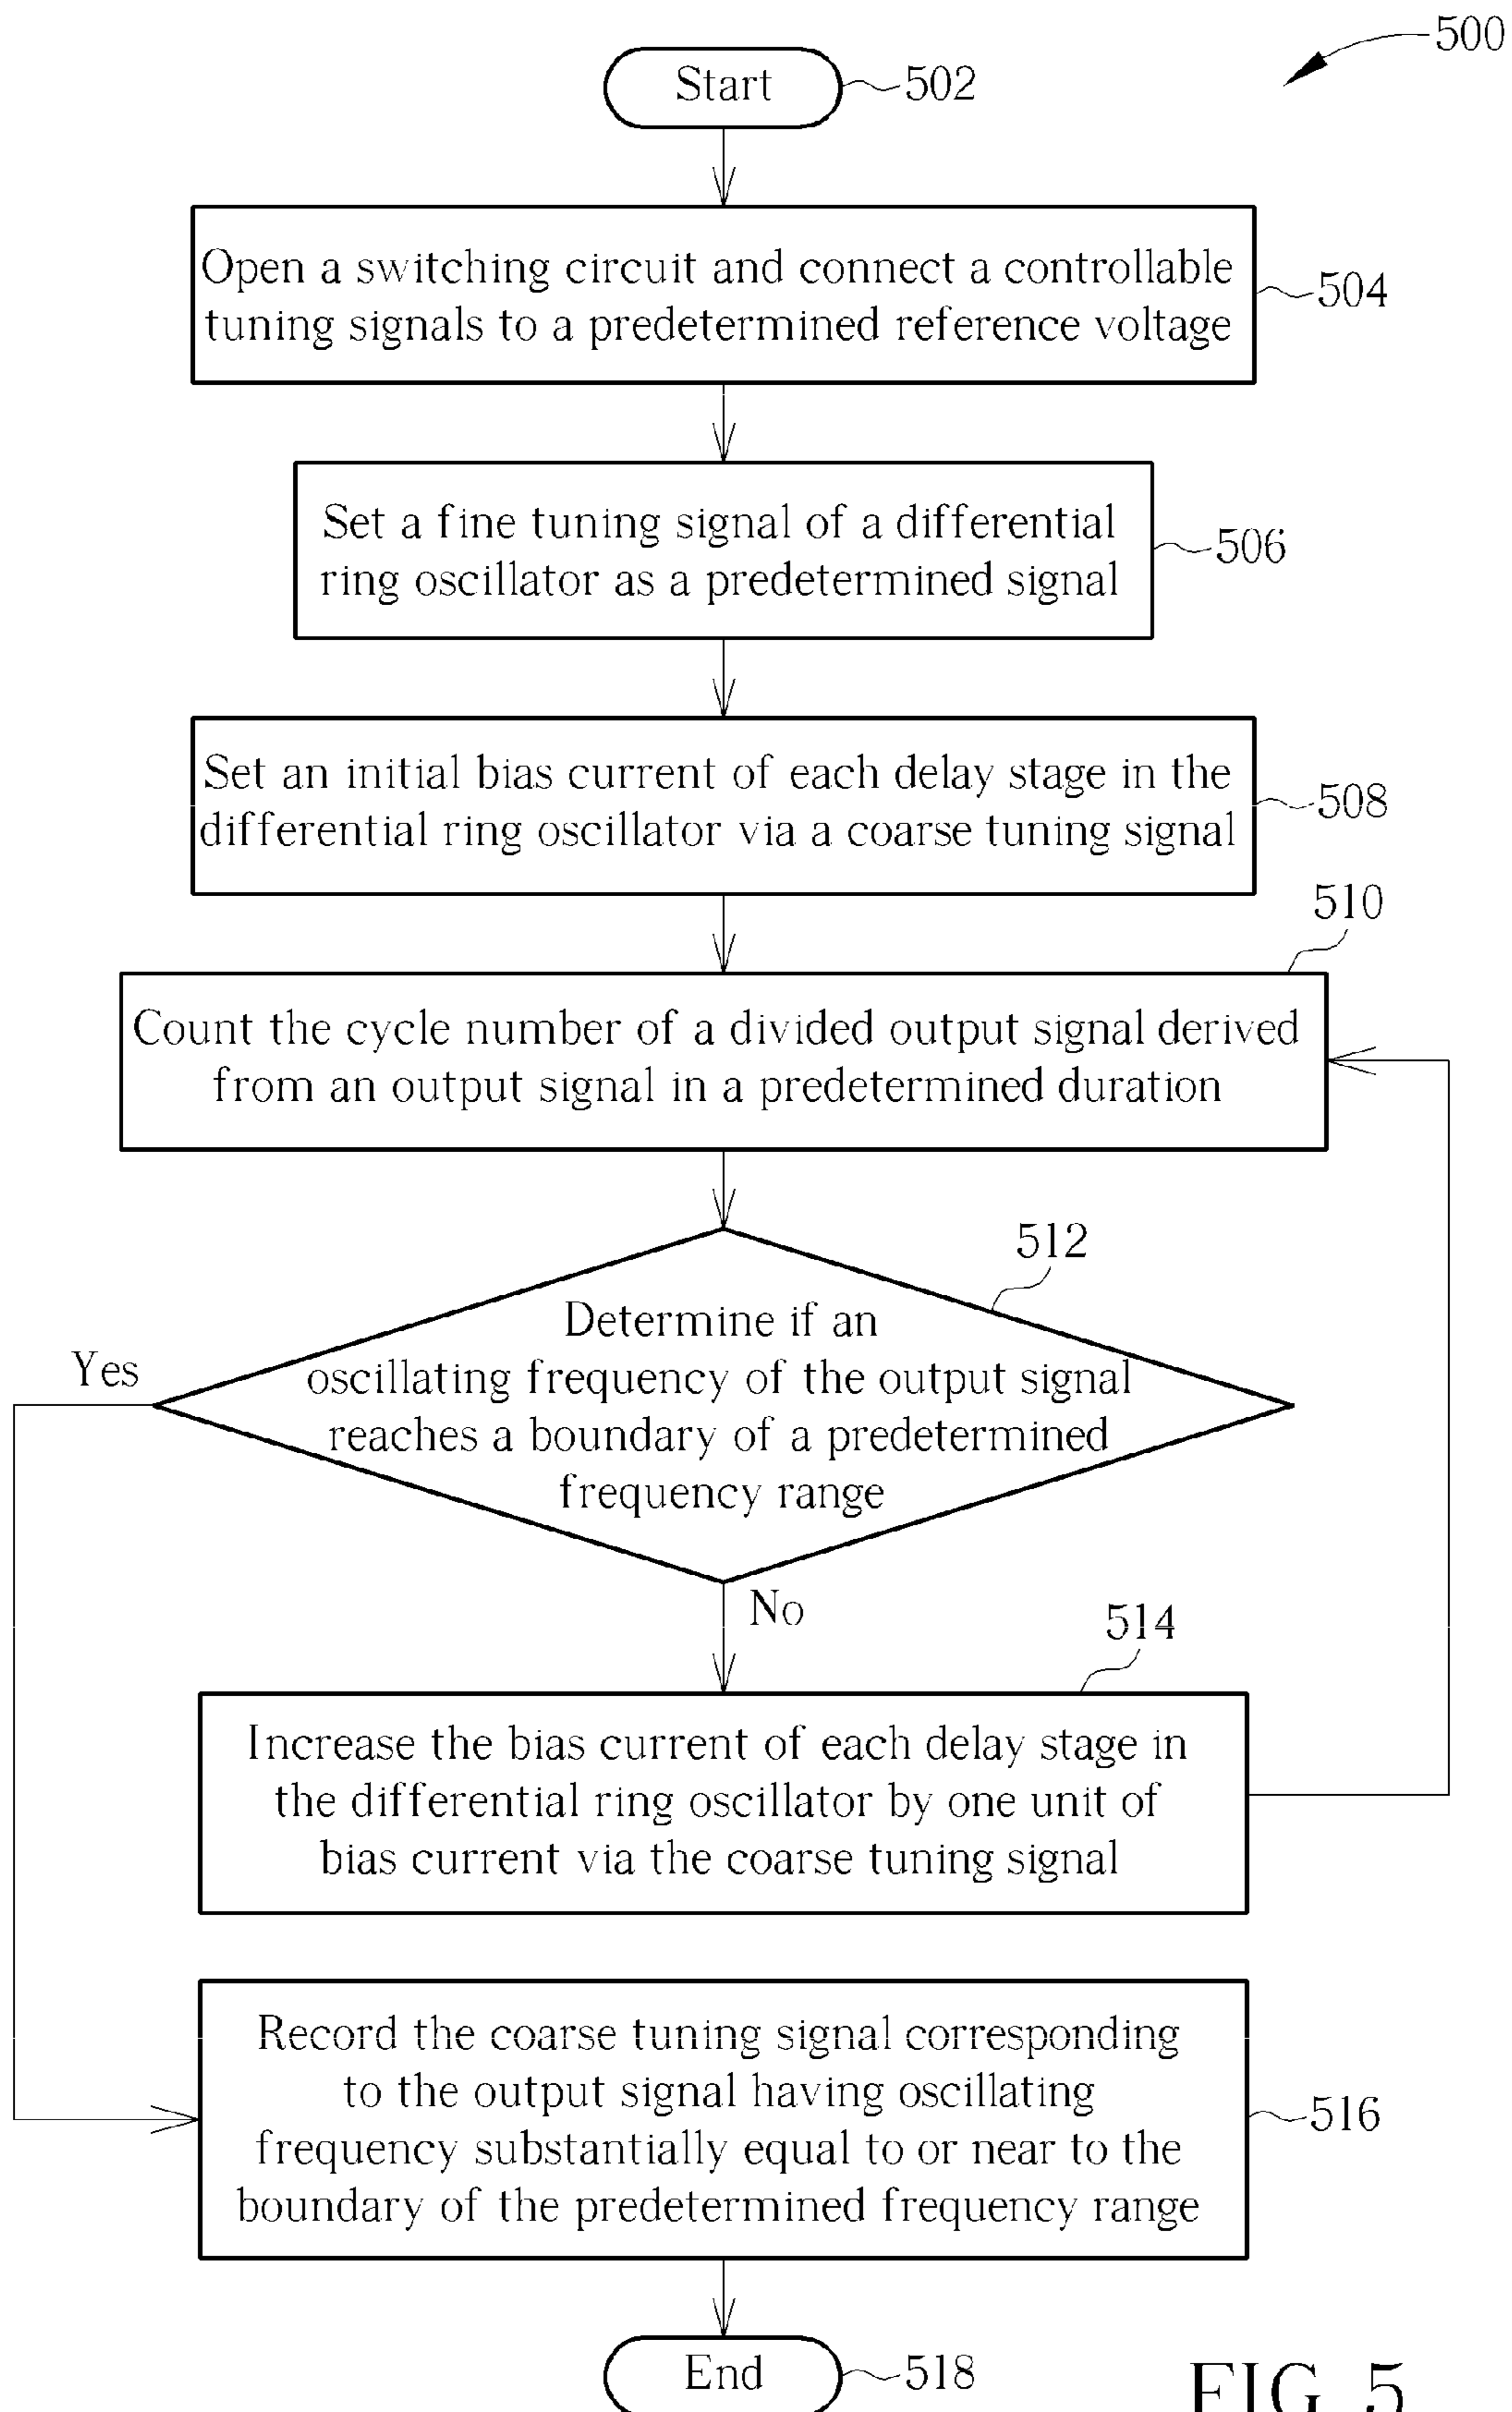 500
Start
502
Open a switching circuit and connect a controllable
tuning signals to a predetermined reference voltage
504
Set a fine tuning signal of a differential
ring oscillator as a predetermined signal
506
Set an initial bias current of each delay stage in the
differential ring oscillator via a coarse tuning signal
508
510
Count the cycle number of a divided output signal derived
from an output signal in a predetermined duration
512
Determine if an
oscillating frequency of the output signal
reaches a boundary of a predetermined
frequency range
Yes
No
514
Increase the bias current of each delay stage in
the differential ring oscillator by one unit of
bias current via the coarse tuning signal
Record the coarse tuning signal corresponding
to the output signal having oscillating
frequency substantially equal to or near to the
boundary of the predetermined frequency range
516
End
518
FIG. 5